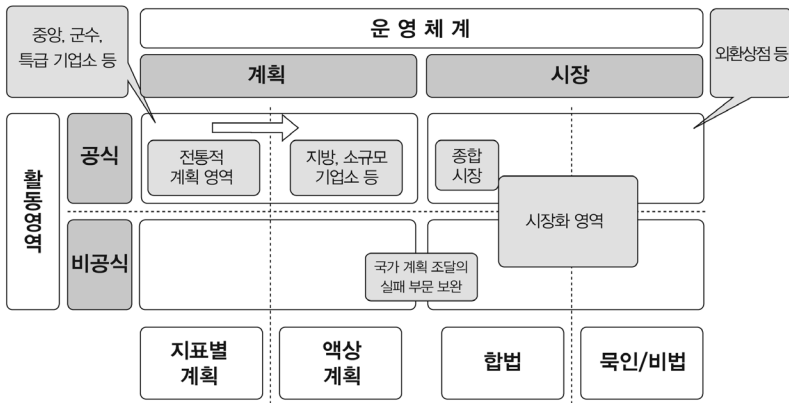 운영체계
중앙, 군수,
특급 기업소 등
외환상점 등
계획
시장
활동영역
공식
전통적
계획 영역
지방, 소규모
기업소 등
종합
시장
시장화 영역
비공식
국가 계획 조달의
실패 부문 보완
지표별
계획
액상
계획
합법
묵인/비법